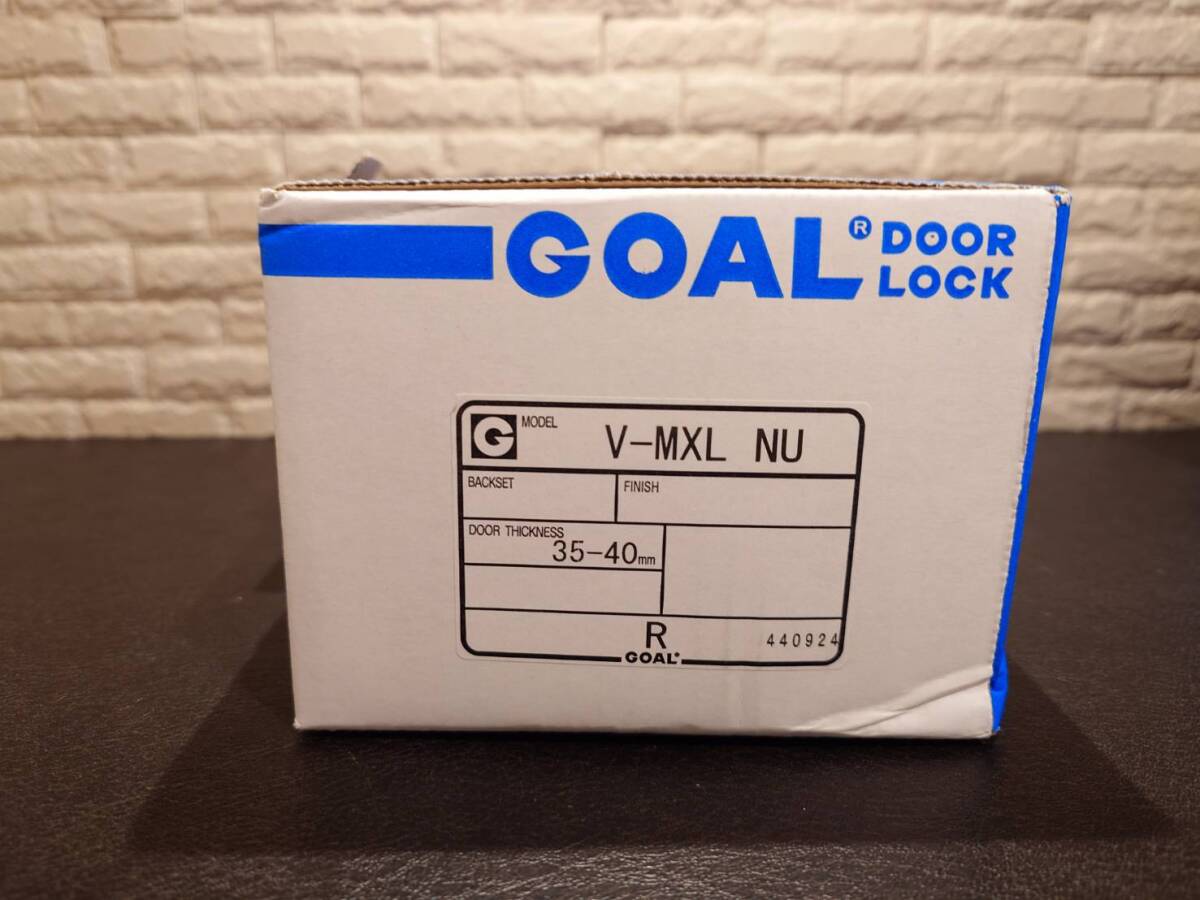 GOAL® DOOR LOCK
G MODEL V-MXL NU
BACKSET FINISH
DOOR THICKNESS
35-40mm
R 440924
GOAL®